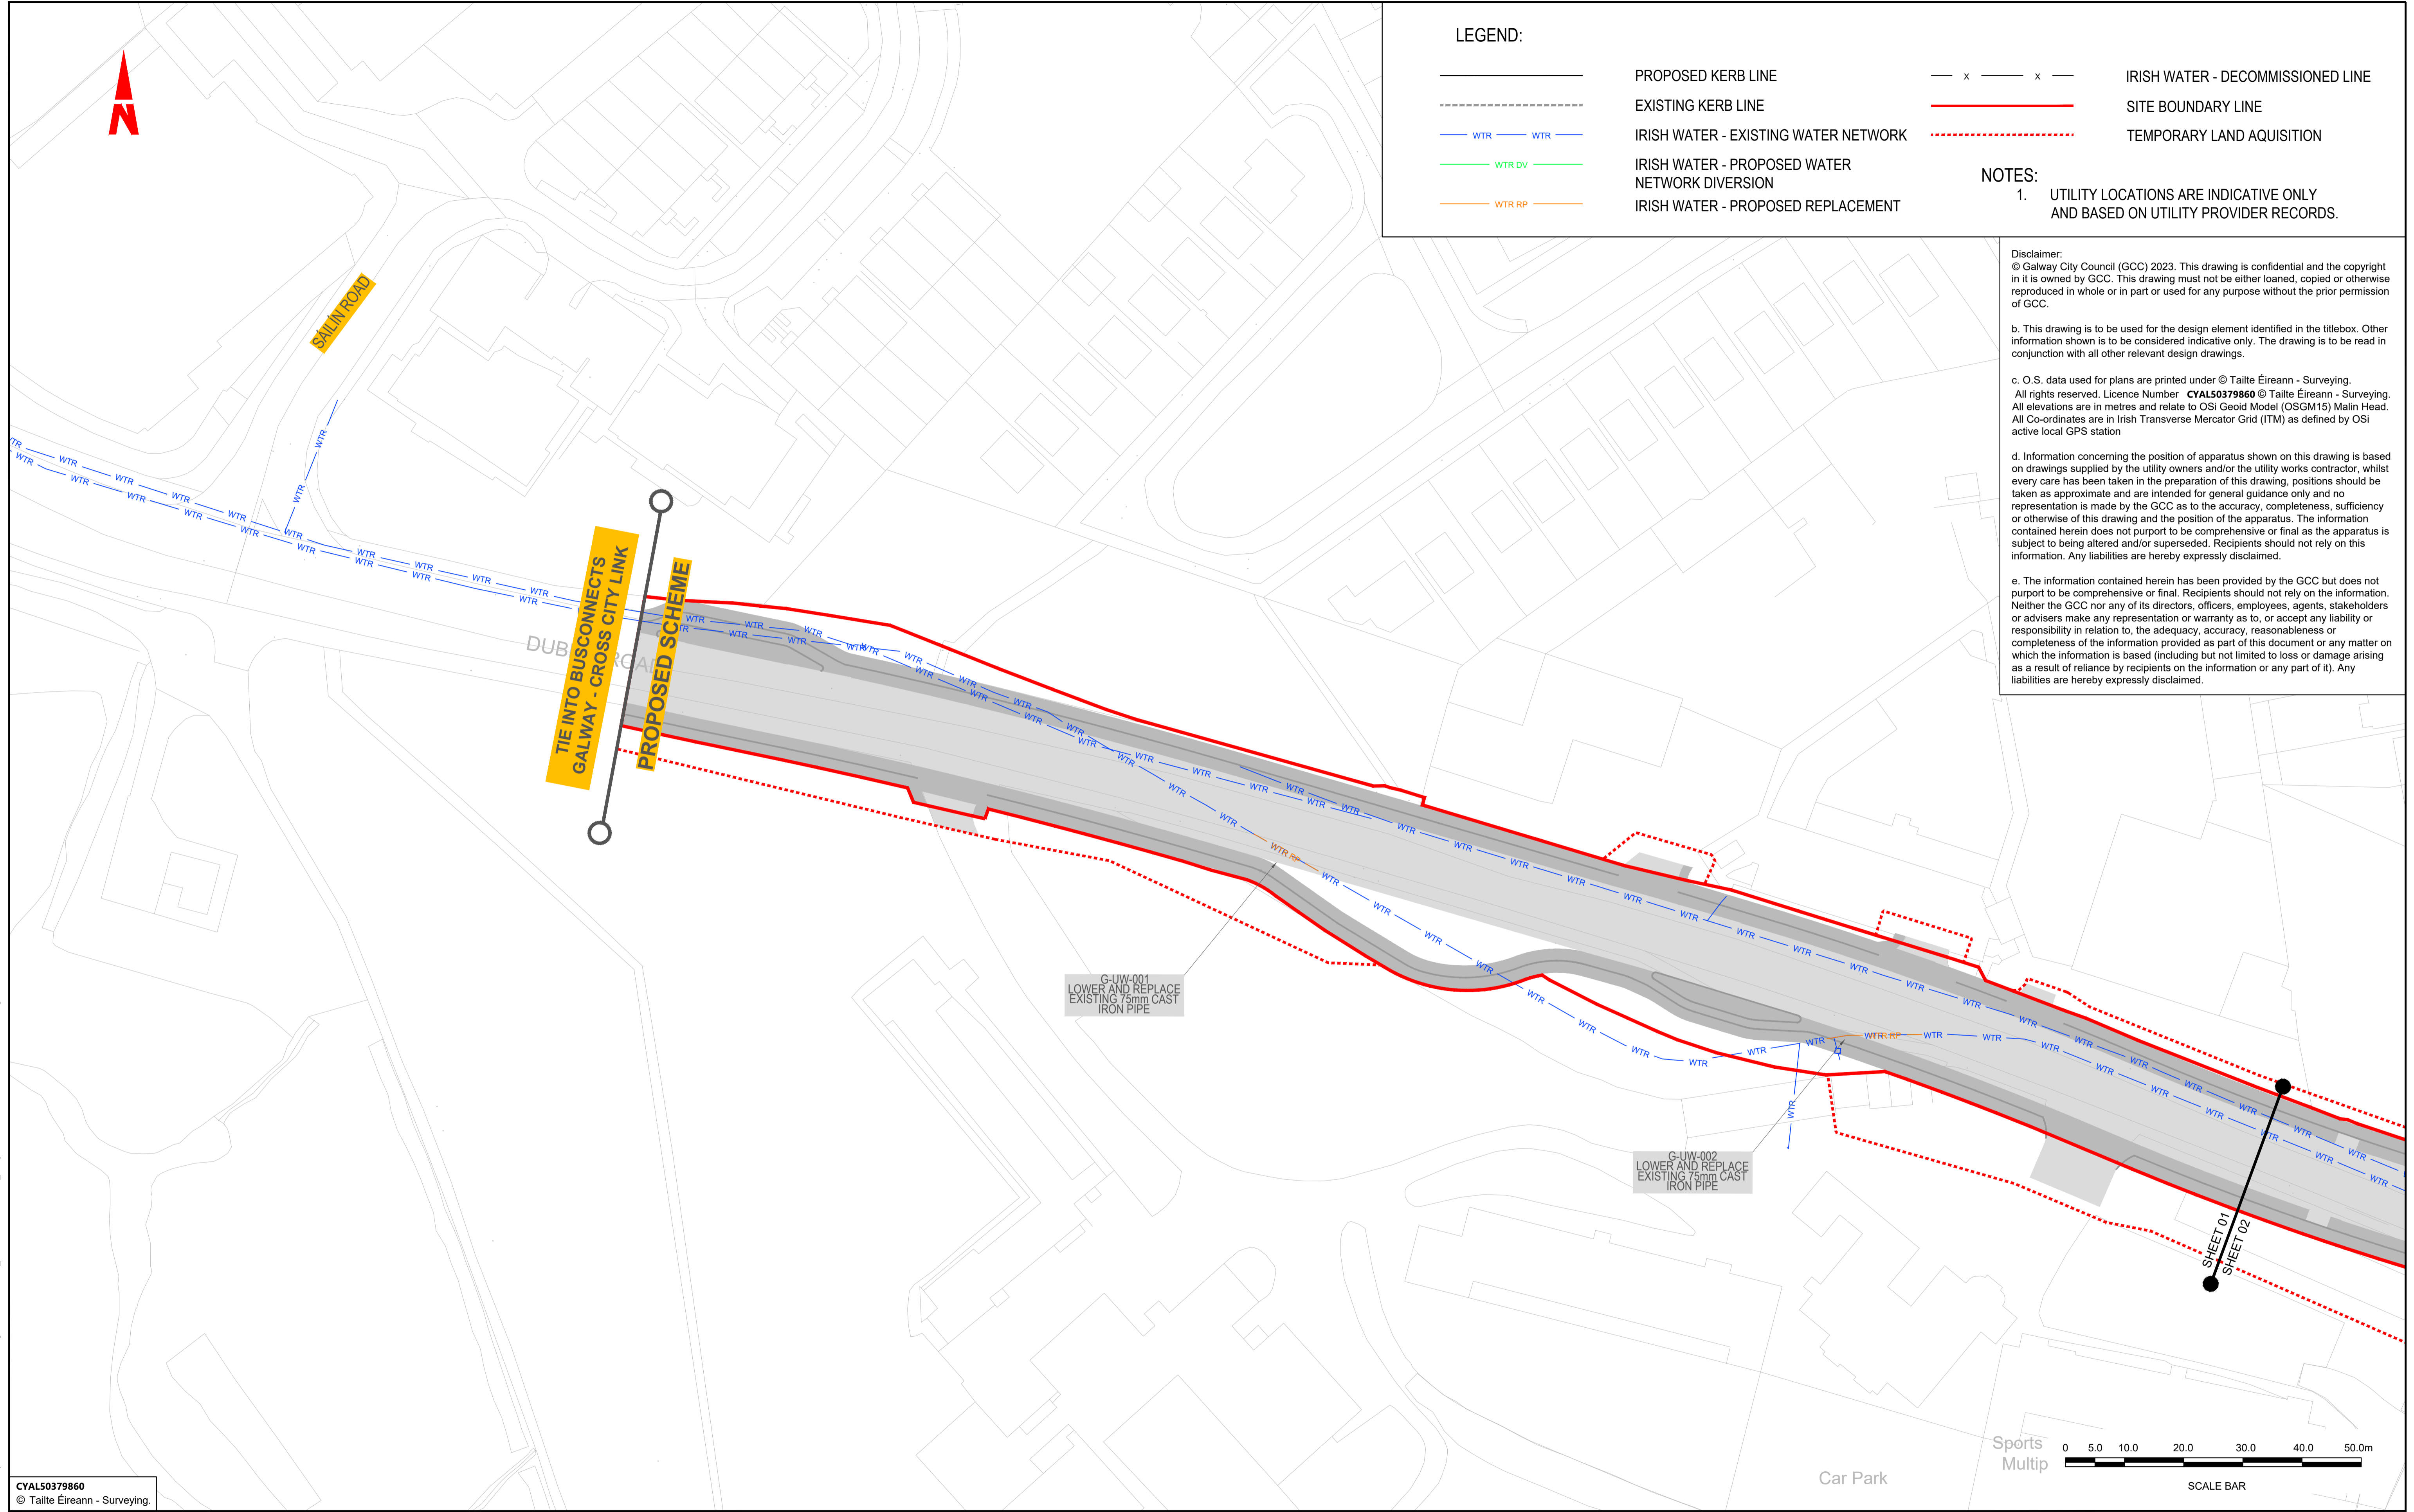 LEGEND:
PROPOSED KERB LINE
EXISTING KERB LINE
WTR WTR IRISH WATER - EXISTING WATER NETWORK
WTR DV IRISH WATER - PROPOSED WATER
NETWORK DIVERSION
WTR RP IRISH WATER - PROPOSED REPLACEMENT
X X IRISH WATER - DECOMMISSIONED LINE
SITE BOUNDARY LINE
TEMPORARY LAND AQUISITION
NOTES:
1. UTILITY LOCATIONS ARE INDICATIVE ONLY
AND BASED ON UTILITY PROVIDER RECORDS.
Disclaimer:
© Galway City Council (GCC) 2023. This drawing is confidential and the copyright
in it is owned by GCC. This drawing must not be either loaned, copied or otherwise
reproduced in whole or in part or used for any purpose without the prior permission
of GCC.
b. This drawing is to be used for the design element identified in the titlebox. Other
information shown is to be considered indicative only. The drawing is to be read in
conjunction with all other relevant design drawings.
c. O.S. data used for plans are printed under © Tailte Éireann - Surveying.
All rights reserved. Licence Number CYAL50379860 © Tailte Éireann - Surveying.
All elevations are in metres and relate to OSi Geoid Model (OSGM15) Malin Head.
All Co-ordinates are in Irish Transverse Mercator Grid (ITM) as defined by OSi
active local GPS station
d. Information concerning the position of apparatus shown on this drawing is based
on drawings supplied by the utility owners and/or the utility works contractor, whilst
every care has been taken in the preparation of this drawing, positions should be
taken as approximate and are intended for general guidance only and no
representation is made by the GCC as to the accuracy, completeness, sufficiency
or otherwise of this drawing and the position of the apparatus. The information
contained herein does not purport to be comprehensive or final as the apparatus is
subject to being altered and/or superseded. Recipients should not rely on this
information. Any liabilities are hereby expressly disclaimed.
e. The information contained herein has been provided by the GCC but does not
purport to be comprehensive or final. Recipients should not rely on the information.
Neither the GCC nor any of its directors, officers, employees, agents, stakeholders
or advisers make any representation or warranty as to, or accept any liability or
responsibility in relation to, the adequacy, accuracy, reasonableness or
completeness of the information provided as part of this document or any matter on
which the information is based (including but not limited to loss or damage arising
as a result of reliance by recipients on the information or any part of it). Any
liabilities are hereby expressly disclaimed.
N
SÁILÍN ROAD
TIE INTO BUSCONNECTS
GALWAY - CROSS CITY LINK
PROPOSED SCHEME
WTR WTR WTR WTR WTR WTR WTR WTR
WTR RP
G-UW-001
LOWER AND REPLACE
EXISTING 75mm CAST
IRON PIPE
G-UW-002
LOWER AND REPLACE
EXISTING 75mm CAST
IRON PIPE
SHEET 01
SHEET 02
Sports
Multip
Car Park
0 5.0 10.0 20.0 30.0 40.0 50.0m
SCALE BAR
CYAL50379860
© Tailte Éireann - Surveying.